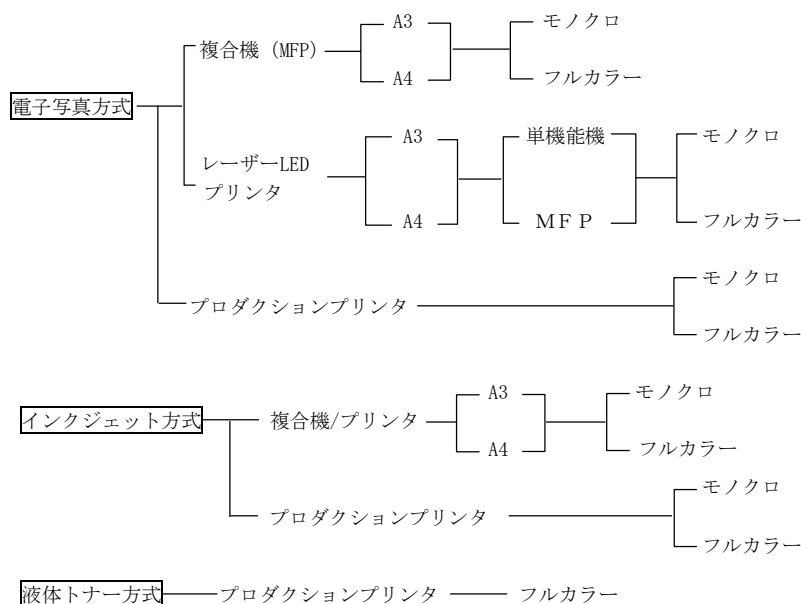 A3 モノクロ
複合機 (MFP)
A4 フルカラー
電子写真方式
A3 単機能機 モノクロ
レーザーLED
プリンタ
A4 MFP フルカラー
モノクロ
プロダクションプリンタ
フルカラー
A3 モノクロ
インクジェット方式 複合機/プリンタ
A4 フルカラー
モノクロ
プロダクションプリンタ
フルカラー
液体トナー方式 プロダクションプリンタ フルカラー